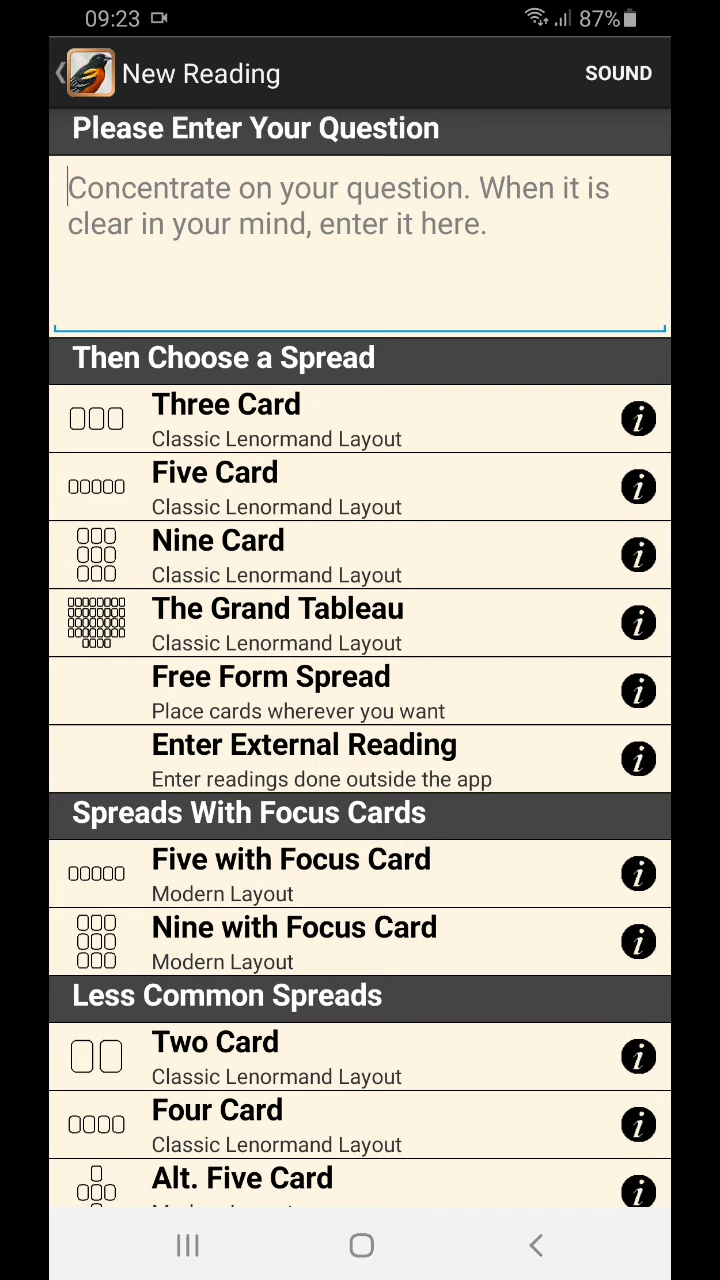 09:23 87%
New Reading SOUND
Please Enter Your Question
Concentrate on your question. When it is
clear in your mind, enter it here.
Then Choose a Spread
Three Card
Classic Lenormand Layout
Five Card
Classic Lenormand Layout
Nine Card
Classic Lenormand Layout
The Grand Tableau
Classic Lenormand Layout
Free Form Spread
Place cards wherever you want
Enter External Reading
Enter readings done outside the app
Spreads With Focus Cards
Five with Focus Card
Modern Layout
Nine with Focus Card
Modern Layout
Less Common Spreads
Two Card
Classic Lenormand Layout
Four Card
Classic Lenormand Layout
Alt. Five Card